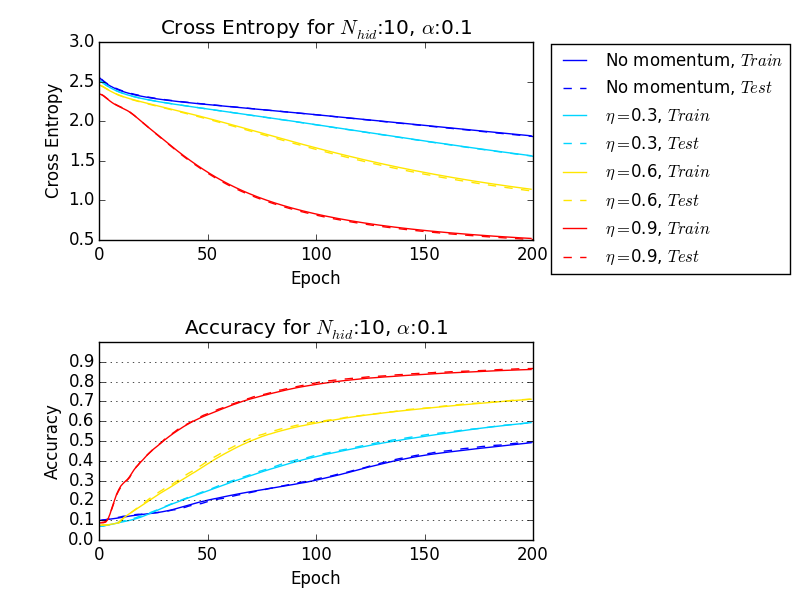 Cross Entropy for N_hid:10, α:0.1
3.0
2.5
2.0
1.5
1.0
0.5
Cross Entropy
0 50 100 150 200
Epoch
No momentum, Train
No momentum, Test
η=0.3, Train
η=0.3, Test
η=0.6, Train
η=0.6, Test
η=0.9, Train
η=0.9, Test
Accuracy for N_hid:10, α:0.1
0.9
0.8
0.7
0.6
0.5
0.4
0.3
0.2
0.1
0.0
Accuracy
0 50 100 150 200
Epoch